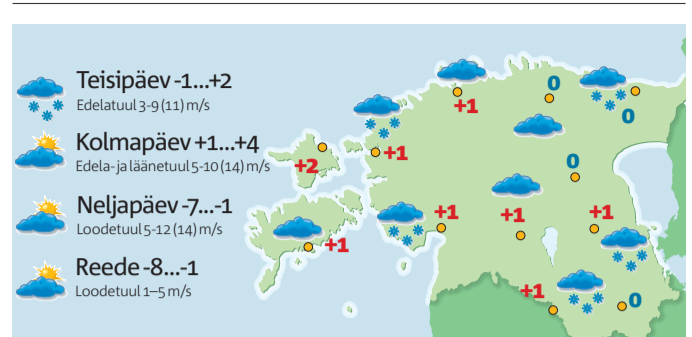 Teisipäev -1...+2
Edelatuul 3-9 (11) m/s
Kolmapäev +1...+4
Edela- ja läänetuul 5-10 (14) m/s
Neljapäev -7...-1
Loodetuul 5-12 (14) m/s
Reede -8...-1
Loodetuul 1–5 m/s
+1
0
0
+2
+1
0
+1
+1
+1
+1
+1
0